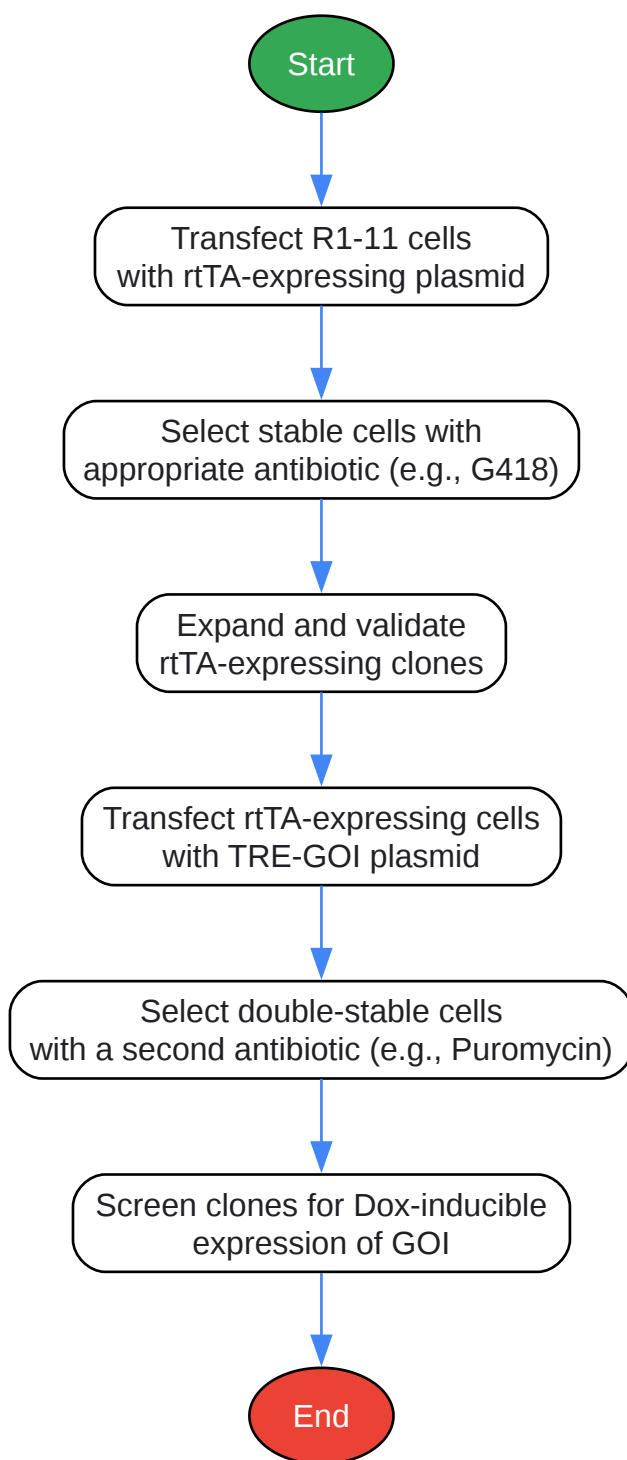 Start
Transfect R1-11 cells
with rtTA-expressing plasmid
Select stable cells with
appropriate antibiotic (e.g., G418)
Expand and validate
rtTA-expressing clones
Transfect rtTA-expressing cells
with TRE-GOI plasmid
Select double-stable cells
with a second antibiotic (e.g., Puromycin)
Screen clones for Dox-inducible
expression of GOI
End